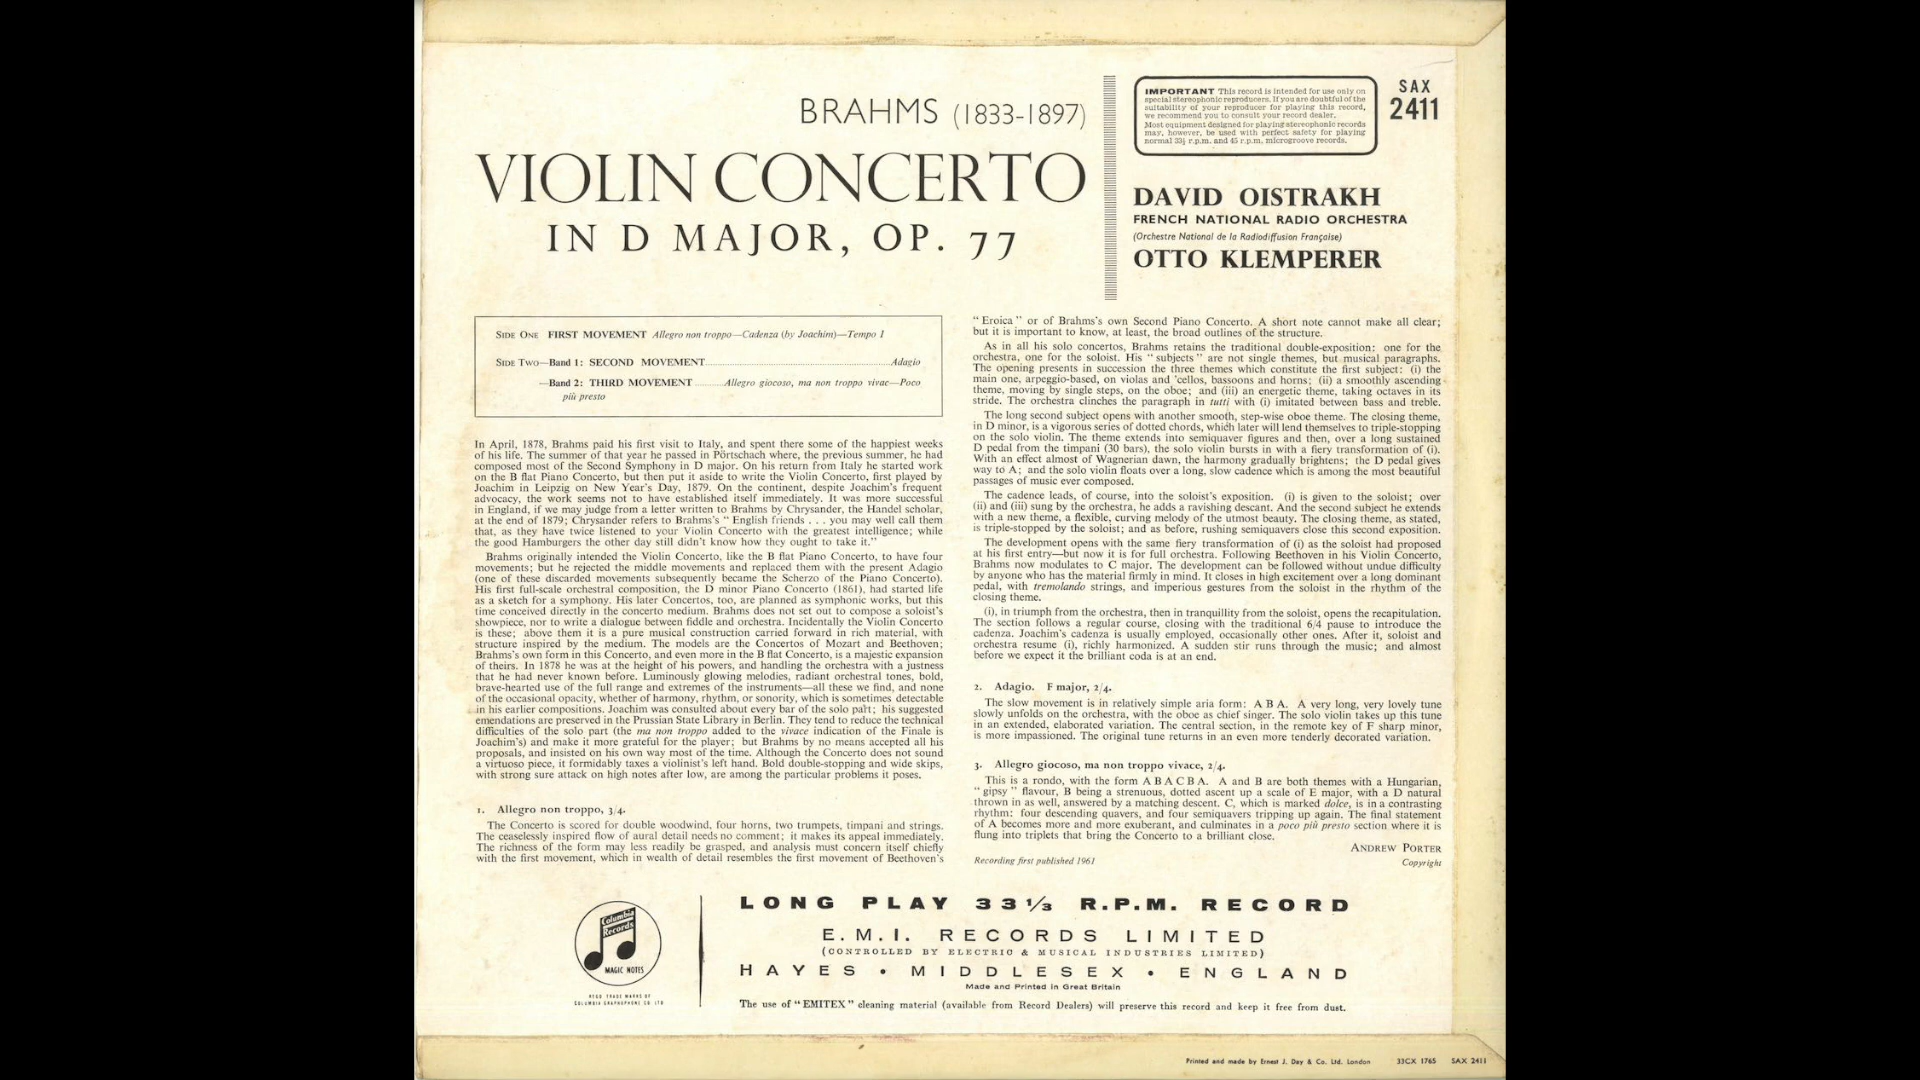 BRAHMS (1833-1897)
VIOLIN CONCERTO
IN D MAJOR, OP. 77
IMPORTANT This record is intended for use only on
special stereophonic reproducers. If you are doubtful of the
suitability of your reproducer for playing this record,
we recommend you to consult your record dealer.
Most equipment designed for playing stereophonic records
may, however, be used with perfect safety for playing
normal 33⅓ r.p.m. and 45 r.p.m. microgroove records.
SAX
2411
DAVID OISTRAKH
FRENCH NATIONAL RADIO ORCHESTRA
(Orchestre National de la Radiodiffusion Française)
OTTO KLEMPERER
SIDE ONE FIRST MOVEMENT Allegro non troppo—Cadenza (by Joachim)—Tempo I
SIDE TWO—Band 1: SECOND MOVEMENT Adagio
—Band 2: THIRD MOVEMENT Allegro giocoso, ma non troppo vivac—Poco
più presto
In April, 1878, Brahms paid his first visit to Italy, and spent there some of the happiest weeks
of his life. The summer of that year he passed in Pörtschach where, the previous summer, he had
composed most of the Second Symphony in D major. On his return from Italy he started work
on the B flat Piano Concerto, but then put it aside to write the Violin Concerto, first played by
Joachim in Leipzig on New Year's Day, 1879. On the continent, despite Joachim's frequent
advocacy, the work seems not to have established itself immediately. It was more successful
in England, if we may judge from a letter written to Brahms by Chrysander, the Handel scholar,
at the end of 1879; Chrysander refers to Brahms's " English friends . . . you may well call them
that, as they have twice listened to your Violin Concerto with the greatest intelligence; while
the good Hamburgers the other day still didn't know how they ought to take it."
Brahms originally intended the Violin Concerto, like the B flat Piano Concerto, to have four
movements; but he rejected the middle movements and replaced them with the present Adagio
(one of these discarded movements subsequently became the Scherzo of the Piano Concerto).
His first full-scale orchestral composition, the D minor Piano Concerto (1861), had started life
as a sketch for a symphony. His later Concertos, too, are planned as symphonic works, but this
time conceived directly in the concerto medium. Brahms does not set out to compose a soloist's
showpiece, nor to write a dialogue between fiddle and orchestra. Incidentally the Violin Concerto
is these; above them it is a pure musical construction carried forward in rich material, with
structure inspired by the medium. The models are the Concertos of Mozart and Beethoven;
Brahms's own form in this Concerto, and even more in the B flat Concerto, is a majestic expansion
of theirs. In 1878 he was at the height of his powers, and handling the orchestra with a justness
that he had never known before. Luminously glowing melodies, radiant orchestral tones, bold,
brave-hearted use of the full range and extremes of the instruments—all these we find, and none
of the occasional opacity, whether of harmony, rhythm, or sonority, which is sometimes detectable
in his earlier compositions. Joachim was consulted about every bar of the solo part; his suggested
emendations are preserved in the Prussian State Library in Berlin. They tend to reduce the technical
difficulties of the solo part (the ma non troppo added to the vivace indication of the Finale is
Joachim's) and make it more grateful for the player; but Brahms by no means accepted all his
proposals, and insisted on his own way most of the time. Although the Concerto does not sound
a virtuoso piece, it formidably taxes a violinist's left hand. Bold double-stopping and wide skips,
with strong sure attack on high notes after low, are among the particular problems it poses.
1. Allegro non troppo, 3/4.
The Concerto is scored for double woodwind, four horns, two trumpets, timpani and strings.
The ceaselessly inspired flow of aural detail needs no comment; it makes its appeal immediately.
The richness of the form may less readily be grasped, and analysis must concern itself chiefly
with the first movement, which in wealth of detail resembles the first movement of Beethoven's
" Eroica " or of Brahms's own Second Piano Concerto. A short note cannot make all clear;
but it is important to know, at least, the broad outlines of the structure.
As in all his solo concertos, Brahms retains the traditional double-exposition: one for the
orchestra, one for the soloist. His " subjects " are not single themes, but musical paragraphs.
The opening presents in succession the three themes which constitute the first subject: (i) the
main one, arpeggio-based, on violas and 'cellos, bassoons and horns; (ii) a smoothly ascending
theme, moving by single steps, on the oboe; and (iii) an energetic theme, taking octaves in its
stride. The orchestra clinches the paragraph in tutti with (i) imitated between bass and treble.
The long second subject opens with another smooth, step-wise oboe theme. The closing theme,
in D minor, is a vigorous series of dotted chords, which later will lend themselves to triple-stopping
on the solo violin. The theme extends into semiquaver figures and then, over a long sustained
D pedal from the timpani (30 bars), the solo violin bursts in with a fiery transformation of (i).
With an effect almost of Wagnerian dawn, the harmony gradually brightens; the D pedal gives
way to A; and the solo violin floats over a long, slow cadence which is among the most beautiful
passages of music ever composed.
The cadence leads, of course, into the soloist's exposition. (i) is given to the soloist; over
(ii) and (iii) sung by the orchestra, he adds a ravishing descant. And the second subject he extends
with a new theme, a flexible, curving melody of the utmost beauty. The closing theme, as stated,
is triple-stopped by the soloist; and as before, rushing semiquavers close this second exposition.
The development opens with the same fiery transformation of (i) as the soloist had proposed
at his first entry—but now it is for full orchestra. Following Beethoven in his Violin Concerto,
Brahms now modulates to C major. The development can be followed without undue difficulty
by anyone who has the material firmly in mind. It closes in high excitement over a long dominant
pedal, with tremolando strings, and imperious gestures from the soloist in the rhythm of the
closing theme.
(i), in triumph from the orchestra, then in tranquillity from the soloist, opens the recapitulation.
The section follows a regular course, closing with the traditional 6/4 pause to introduce the
cadenza. Joachim's cadenza is usually employed, occasionally other ones. After it, soloist and
orchestra resume (i), richly harmonized. A sudden stir runs through the music; and almost
before we expect it the brilliant coda is at an end.
2. Adagio. F major, 2/4.
The slow movement is in relatively simple aria form: A B A. A very long, very lovely tune
slowly unfolds on the orchestra, with the oboe as chief singer. The solo violin takes up this tune
in an extended, elaborated variation. The central section, in the remote key of F sharp minor,
is more impassioned. The original tune returns in an even more tenderly decorated variation.
3. Allegro giocoso, ma non troppo vivace, 2/4.
This is a rondo, with the form A B A C B A. A and B are both themes with a Hungarian,
" gipsy " flavour, B being a strenuous, dotted ascent up a scale of E major, with a D natural
thrown in as well, answered by a matching descent. C, which is marked dolce, is in a contrasting
rhythm: four descending quavers, and four semiquavers tripping up again. The final statement
of A becomes more and more exuberant, and culminates in a poco più presto section where it is
flung into triplets that bring the Concerto to a brilliant close.
ANDREW PORTER
Recording first published 1961
Copyright
Columbia
Records
MAGIC NOTES
REGD TRADE MARKS OF
COLUMBIA GRAPHOPHONE CO LTD
LONG PLAY 33⅓ R.P.M. RECORD
E.M.I. RECORDS LIMITED
(CONTROLLED BY ELECTRIC & MUSICAL INDUSTRIES LIMITED)
HAYES • MIDDLESEX • ENGLAND
Made and Printed in Great Britain
The use of "EMITEX" cleaning material (available from Record Dealers) will preserve this record and keep it free from dust.
Printed and made by Ernest J. Day & Co. Ltd. London 33CX 1765 SAX 2411